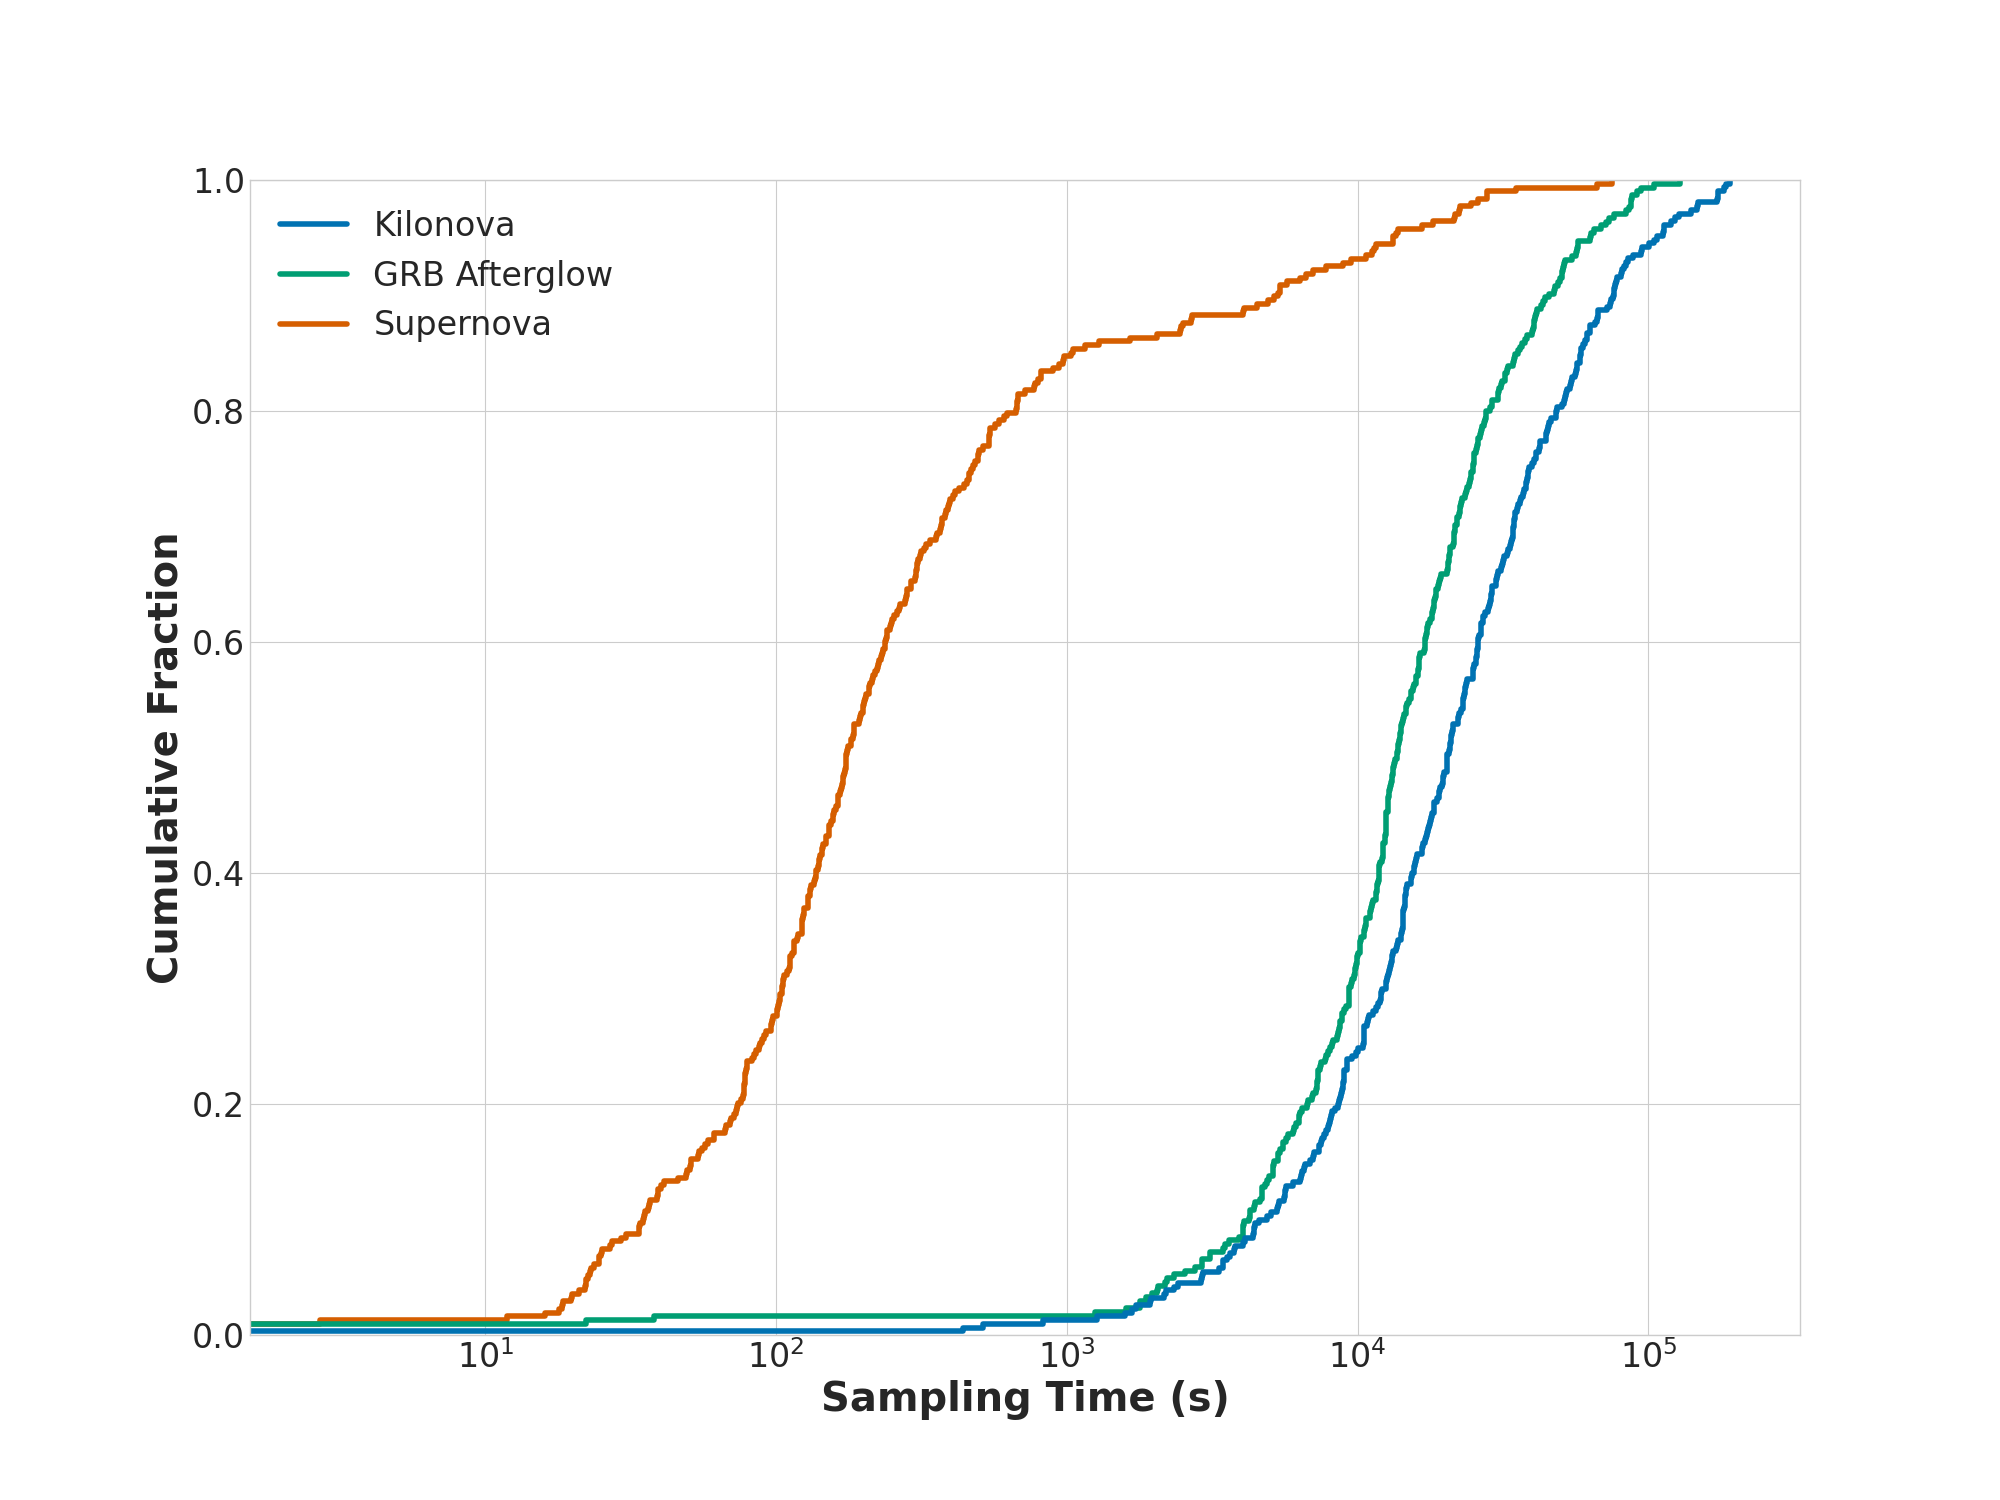 1.0
Kilonova
GRB Afterglow
Supernova
0.8
0.6
0.4
0.2
0.0
Cumulative Fraction
10¹
10²
10³
10⁴
10⁵
Sampling Time (s)